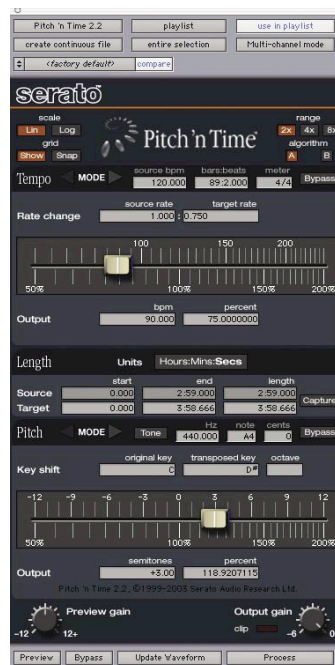 Pitch 'n Time 2.2 playlist use in playlist
create continuous file entire selection Multi-channel mode
<factory default> compare
serato
scale range
Lin Log Pitch 'n Time 2x 4x 8x
grid algorithm
Show Snap A B
source bpm bars:beats meter
Tempo MODE 120.000 89:2.000 4/4 Bypass
source rate target rate
Rate change 1.000 : 0.750
100 150 200
50% 100% 150% 200%
bpm percent
Output 90.000 75.0000000
Length Units Hours:Mins:Secs
start end length
Source 0.000 2:59.000 2:59.000
Target 0.000 3:58.666 3:58.666 Capture
Hz note cents
Pitch MODE Tone 440.000 A4 0 Bypass
original key transposed key octave
Key shift C D#
-12 -9 -6 -3 0 3 6 9 12
50% 100% 150% 200%
semitones percent
Output +3.00 118.9207115
Pitch 'n Time 2.2, ©1999-2003 Serato Audio Research Ltd.
Preview gain Output gain
clip
-12 12+ -6 0
Preview Bypass Update Waveform Process